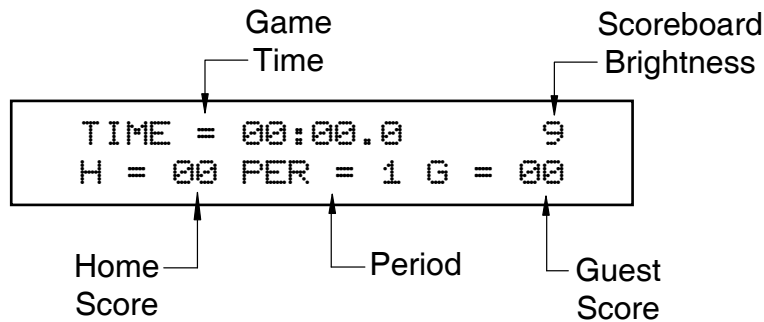 Game
Time
Scoreboard
Brightness
TIME = 00:00.0 9
H = 00 PER = 1 G = 00
Home
Score
Period
Guest
Score